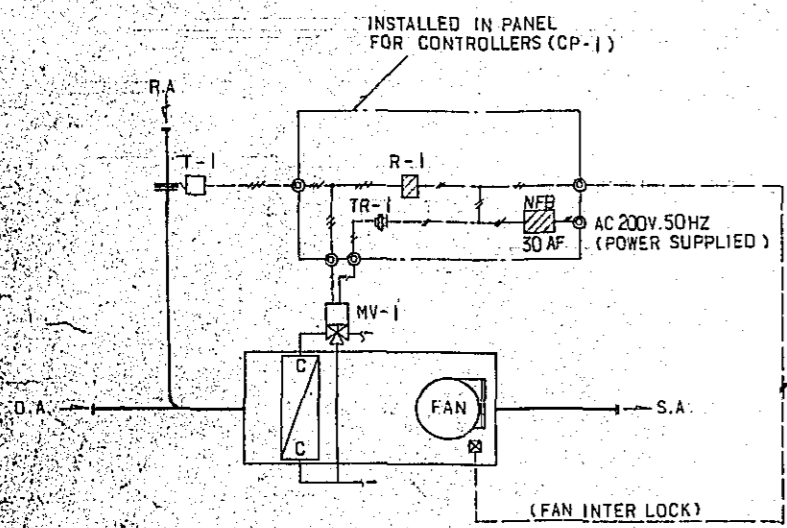 INSTALLED IN PANEL
FOR CONTROLLERS (CP-1)
R.A
T-1
R-1
TR-1
NFB
30 AF
AC 200V. 50HZ
(POWER SUPPLIED)
MV-1
C
C
FAN
O.A.
S.A.
(FAN INTER LOCK)